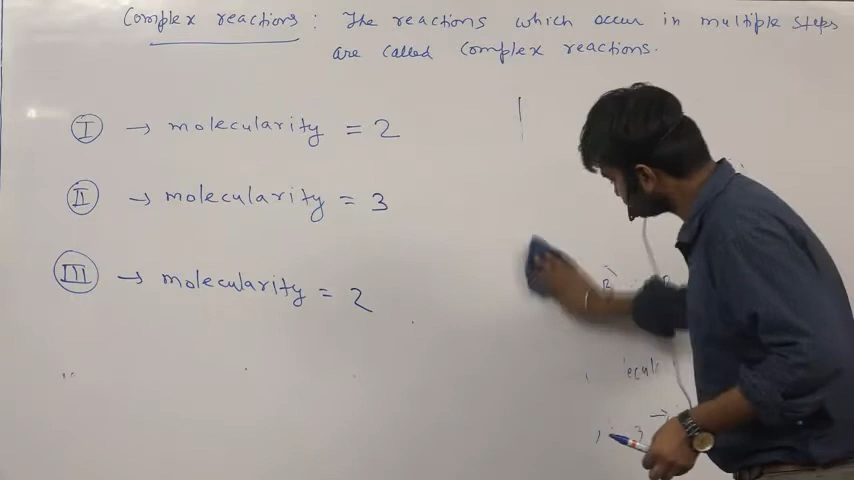 Complex reactions : The reactions which occur in multiple steps
are called Complex reactions.
I → molecularity = 2
II → molecularity = 3
III → molecularity = 2